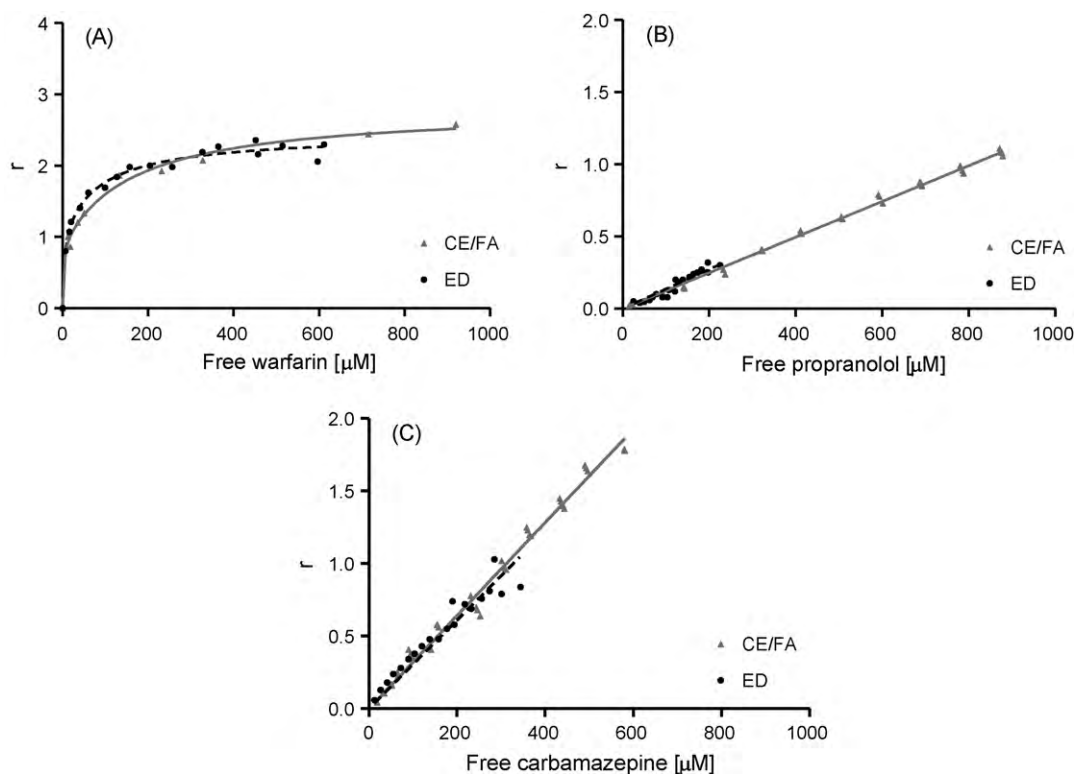 (A)
4
3
2
1
0
r
0 200 400 600 800 1000
Free warfarin [μM]
CE/FA
ED
(B)
2.0
1.5
1.0
0.5
0.0
r
0 200 400 600 800 1000
Free propranolol [μM]
CE/FA
ED
(C)
2.0
1.5
1.0
0.5
0.0
r
0 200 400 600 800 1000
Free carbamazepine [μM]
CE/FA
ED